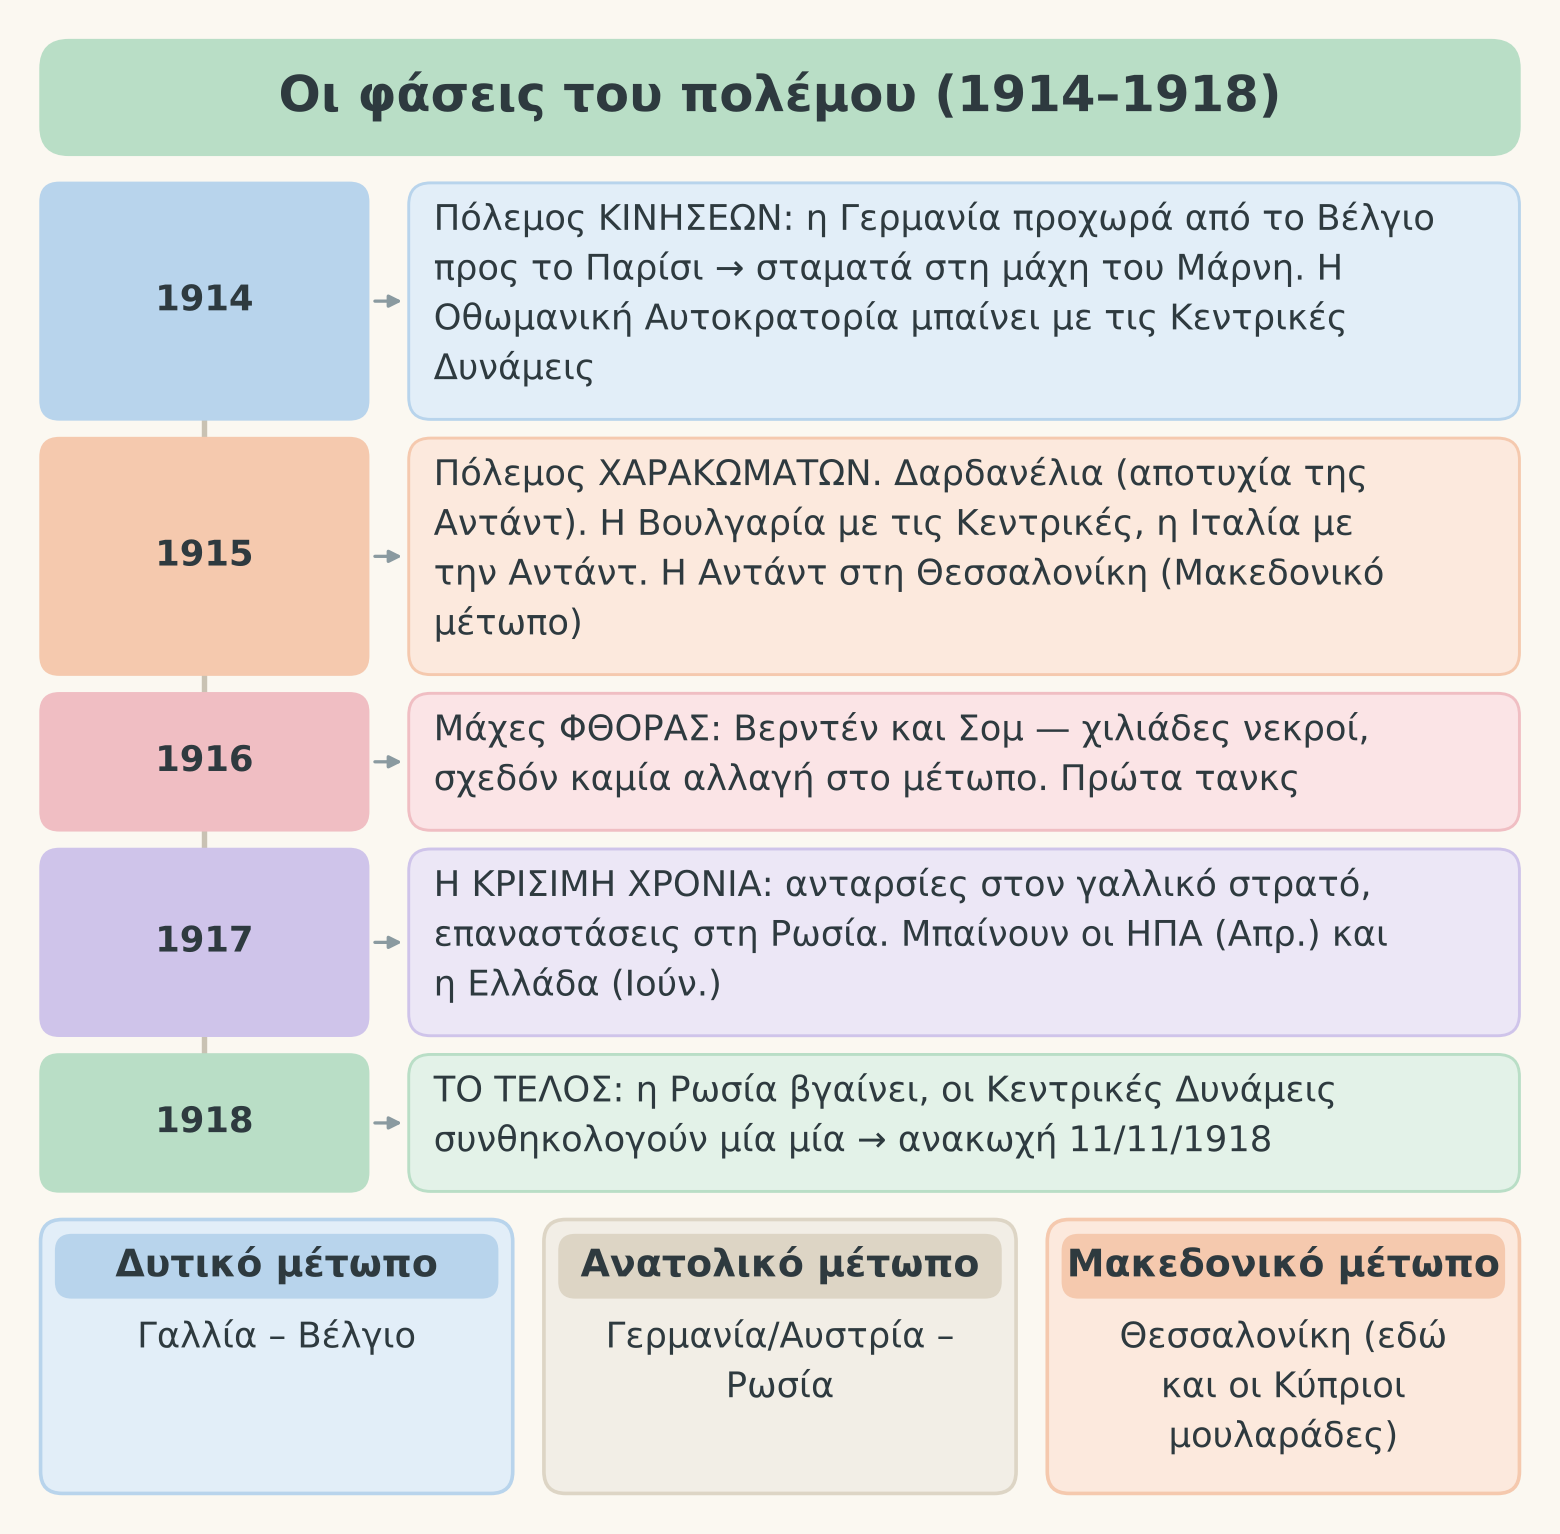 Οι φάσεις του πολέμου (1914–1918)
1914
Πόλεμος ΚΙΝΗΣΕΩΝ: η Γερμανία προχωρά από το Βέλγιο
προς το Παρίσι → σταματά στη μάχη του Μάρνη. Η
Οθωμανική Αυτοκρατορία μπαίνει με τις Κεντρικές
Δυνάμεις
1915
Πόλεμος ΧΑΡΑΚΩΜΑΤΩΝ. Δαρδανέλια (αποτυχία της
Αντάντ). Η Βουλγαρία με τις Κεντρικές, η Ιταλία με
την Αντάντ. Η Αντάντ στη Θεσσαλονίκη (Μακεδονικό
μέτωπο)
1916
Μάχες ΦΘΟΡΑΣ: Βερντέν και Σομ — χιλιάδες νεκροί,
σχεδόν καμία αλλαγή στο μέτωπο. Πρώτα τανκς
1917
Η ΚΡΙΣΙΜΗ ΧΡΟΝΙΑ: ανταρσίες στον γαλλικό στρατό,
επαναστάσεις στη Ρωσία. Μπαίνουν οι ΗΠΑ (Απρ.) και
η Ελλάδα (Ιούν.)
1918
ΤΟ ΤΕΛΟΣ: η Ρωσία βγαίνει, οι Κεντρικές Δυνάμεις
συνθηκολογούν μία μία → ανακωχή 11/11/1918
Δυτικό μέτωπο
Γαλλία – Βέλγιο
Ανατολικό μέτωπο
Γερμανία/Αυστρία –
Ρωσία
Μακεδονικό μέτωπο
Θεσσαλονίκη (εδώ
και οι Κύπριοι
μουλαράδες)